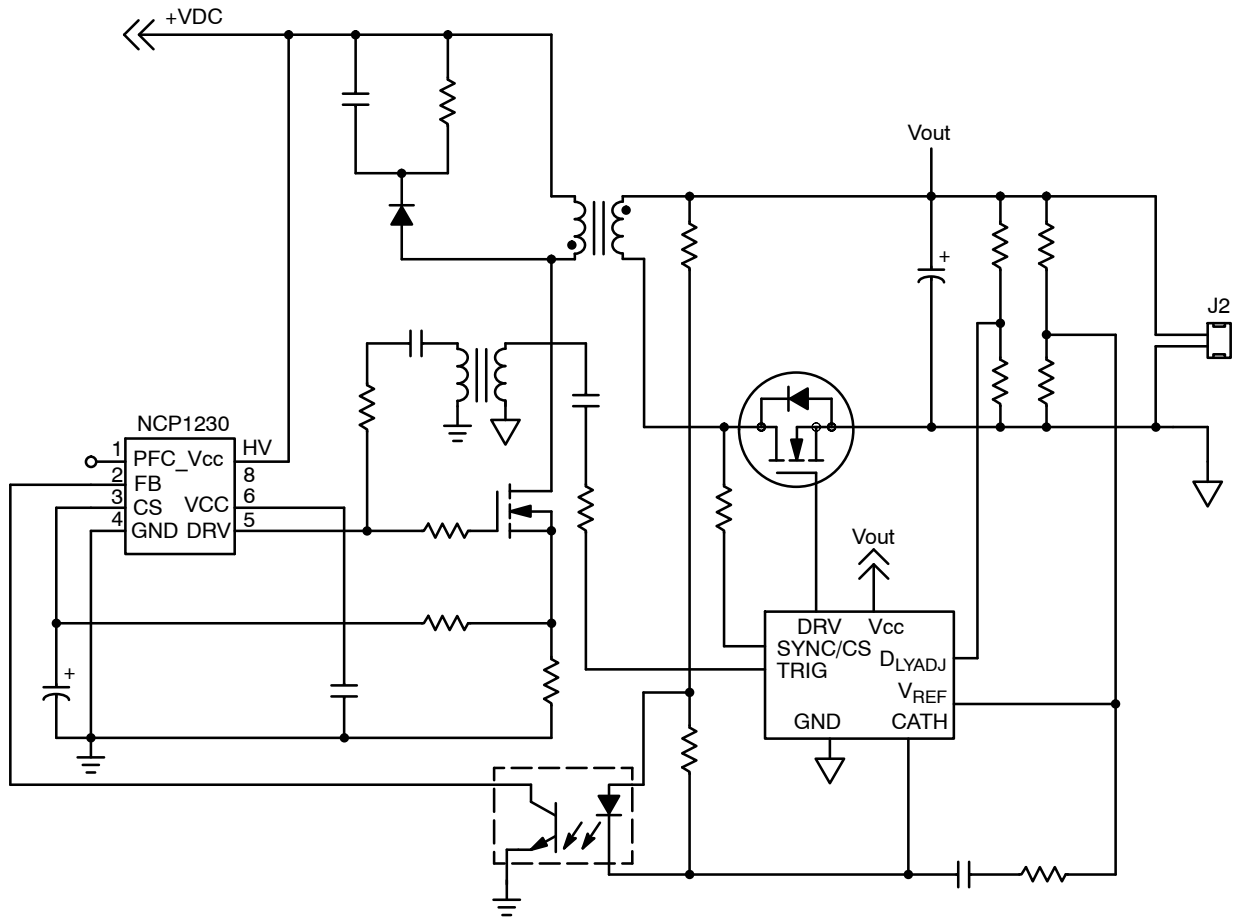 +VDC
Vout
J2
+
NCP1230
1 PFC_Vcc HV
8
2 FB
3 CS VCC 6
4 GND DRV 5
Vout
DRV Vcc
SYNC/CS
TRIG
DLYADJ
VREF
GND CATH
+